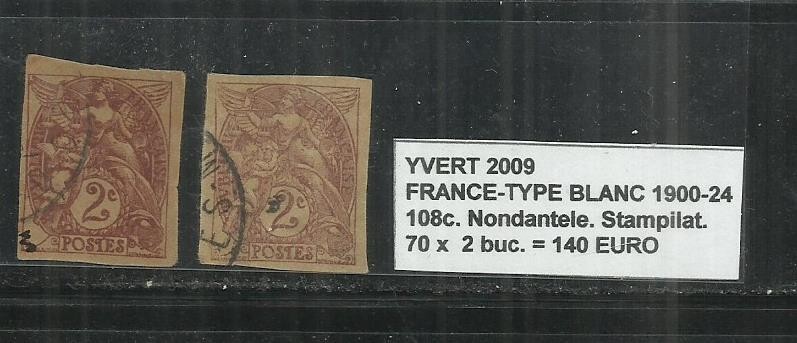 2c
POSTES
2c
POSTES
YVERT 2009
FRANCE-TYPE BLANC 1900-24
108c. Nondantele. Stampilat.
70 x 2 buc. = 140 EURO